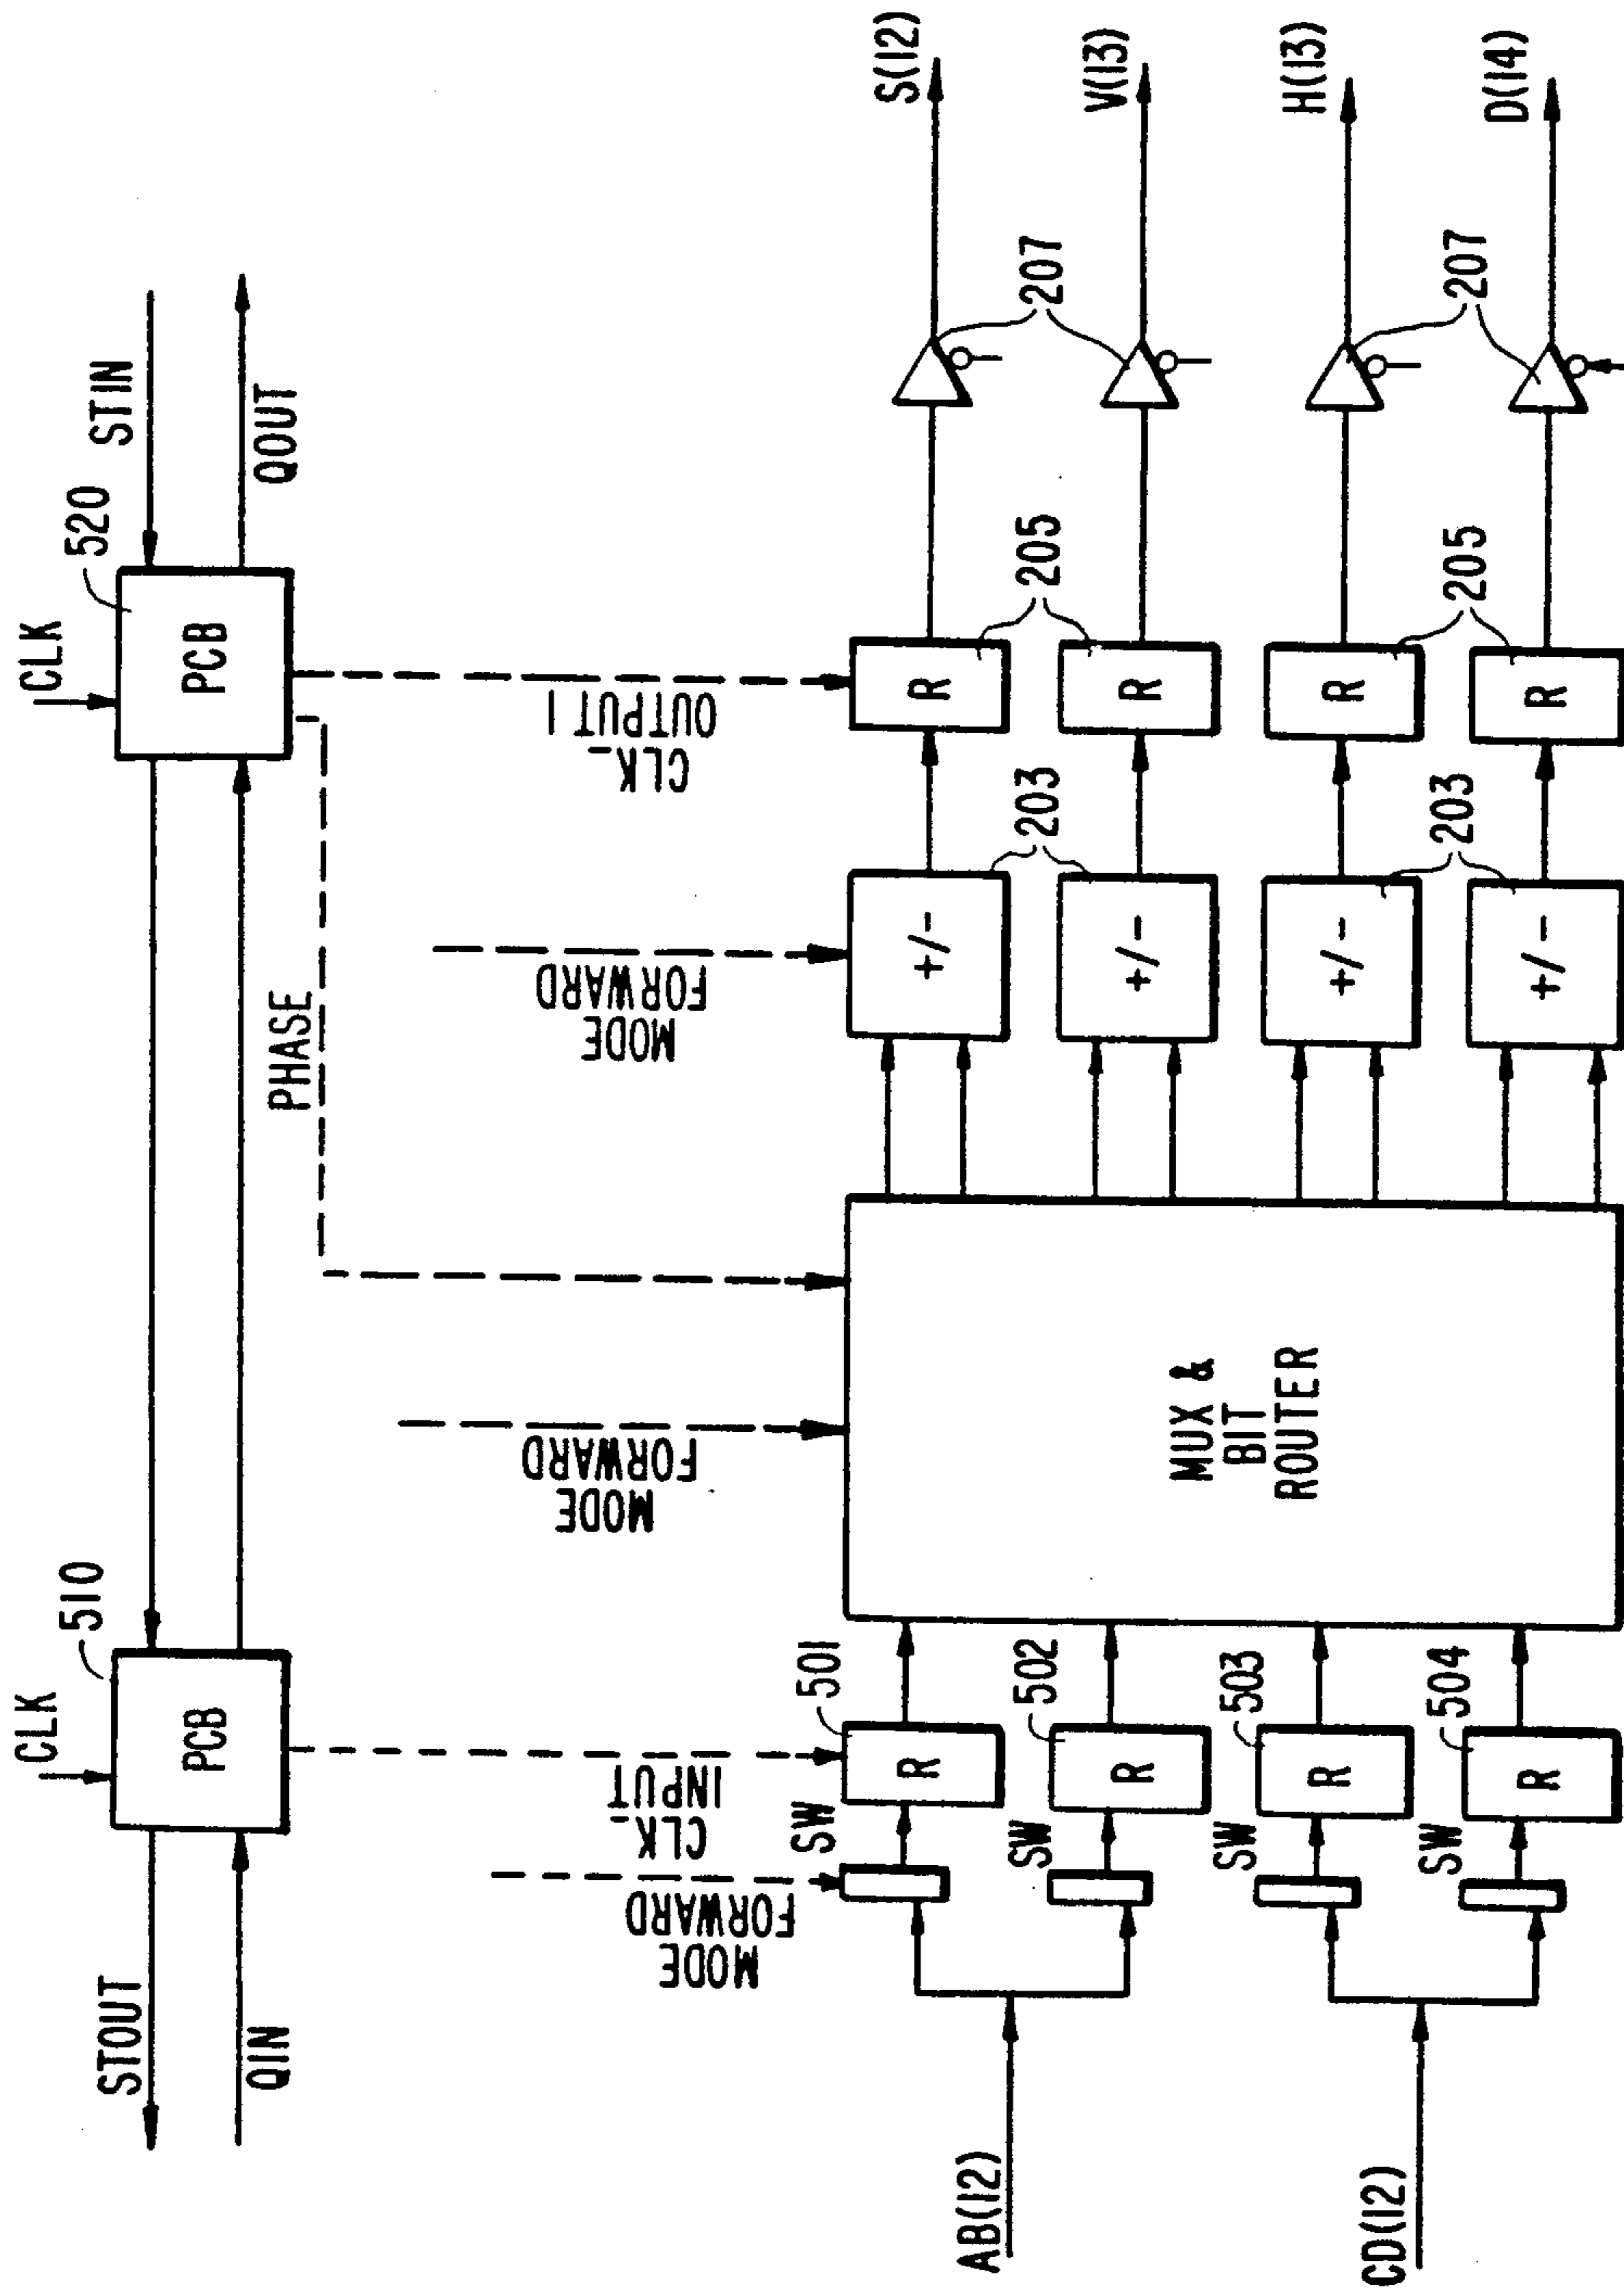 CLK
CLK
510
520
STOUT
PCB
PCB
STIN
QIN
QOUT
PHASE
MODE
FORWARD
CLK_
INPUT
MODE
FORWARD
MODE
FORWARD
CLK_
OUTPUT 1
SW
501
R
+/-
R
S(12)
AB(12)
203
205
207
SW
502
R
+/-
R
V(13)
MUX &
BIT
ROUTER
SW
503
R
+/-
R
H(13)
CD(12)
203
205
207
SW
504
R
+/-
R
D(14)